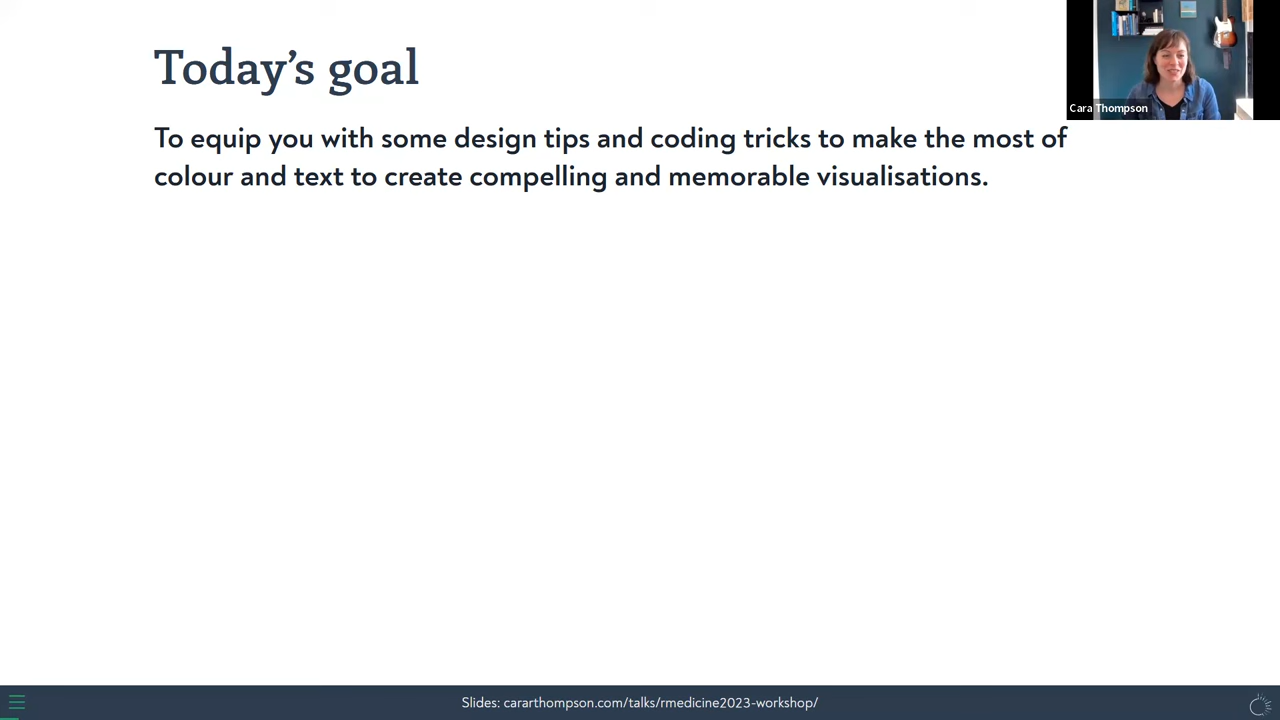 Today’s goal
Cara Thompson
To equip you with some design tips and coding tricks to make the most of
colour and text to create compelling and memorable visualisations.
Slides: cararthompson.com/talks/rmedicine2023-workshop/